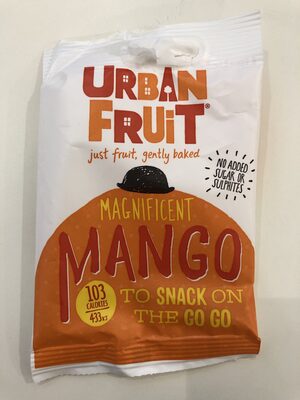 URBAN
FRUIT®
just fruit, gently baked
NO ADDED
SUGAR OR
SULPHITES
MAGNIFICENT
MANGO
103
CALORIES
433KJ
TO SNACK ON
THE GO GO